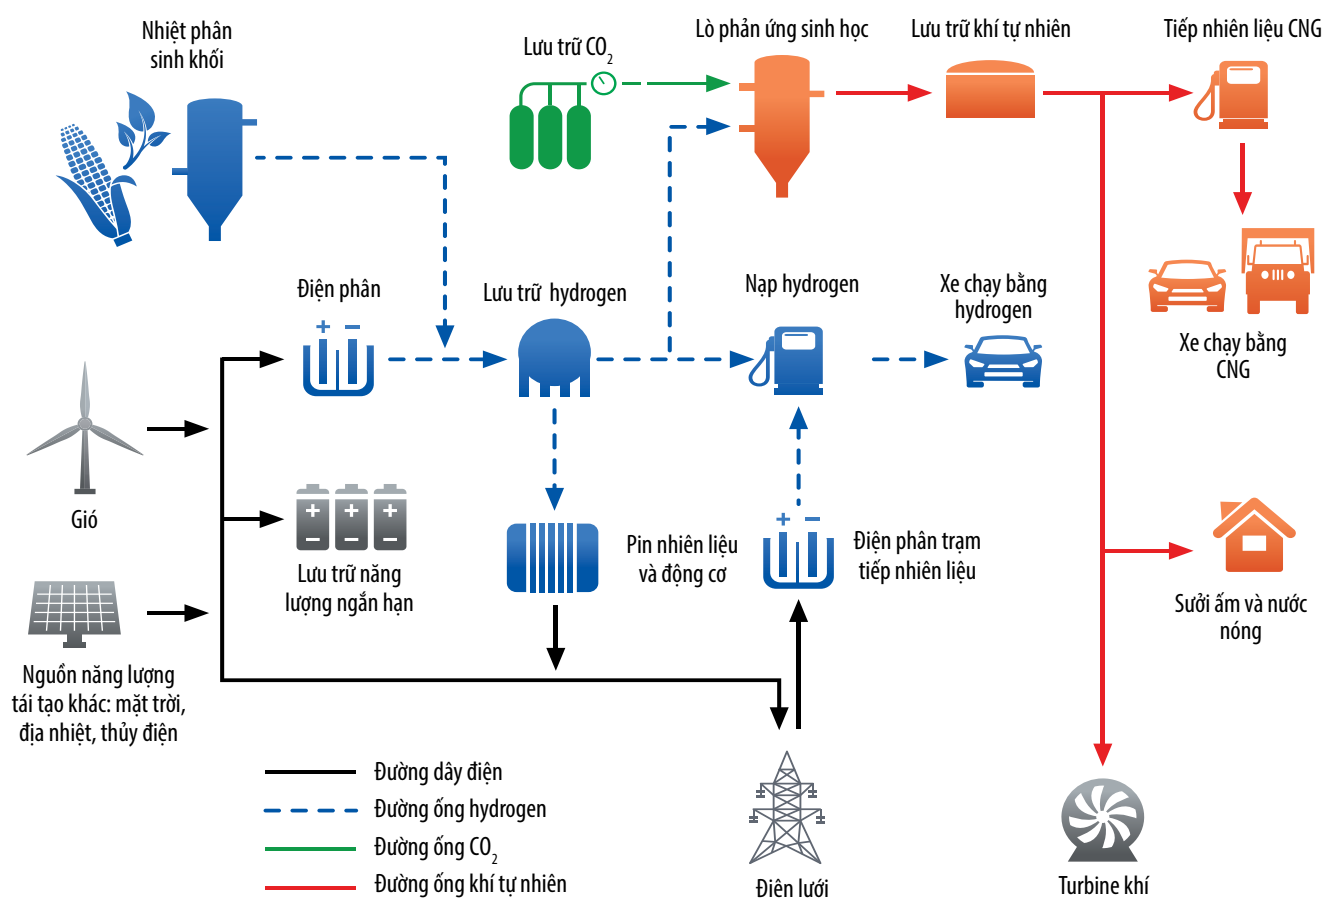 Nhiệt phân
sinh khối
Lưu trữ CO2
Lò phản ứng sinh học
Lưu trữ khí tự nhiên
Tiếp nhiên liệu CNG
Điện phân
Lưu trữ hydrogen
Nạp hydrogen
Xe chạy bằng
hydrogen
Xe chạy bằng
CNG
Gió
Lưu trữ năng
lượng ngắn hạn
Pin nhiên liệu
và động cơ
Điện phân trạm
tiếp nhiên liệu
Sưởi ấm và nước
nóng
Nguồn năng lượng
tái tạo khác: mặt trời,
địa nhiệt, thủy điện
Đường dây điện
Đường ống hydrogen
Đường ống CO2
Đường ống khí tự nhiên
Điên lưới
Turbine khí